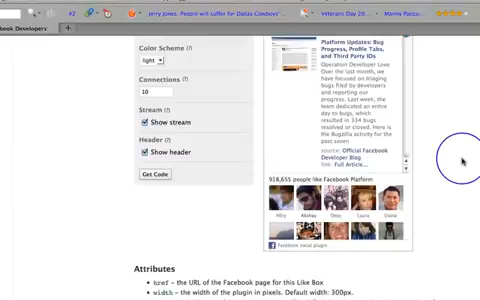 #2
Jerry Jones: Pedent will suffer for Dallas Cowboys'
Veterans Day 20
Manny Pacqu
ebook Developers
Color Scheme (?)
light
Connections (?)
10
Stream (?)
Show stream
Header (?)
Show header
Get Code
Platform Updates: Bug
Progress, Profile Tabs,
and Third Party IDs
Operation Developer Love
Over the last month, we
have focused on triaging
bugs filed by developers
and reporting our
progress. Last week, the
team dedicated an
entire day to bugs, which
resulted in 334 bugs
resolved or closed. Here is
the Bugzilla activity for
the past seven
source: Official Facebook
Developer Blog
link: Full Article...
918,655 people like Facebook Platform
Akshay
Laura
David
Facebook social plugin
Attributes
• href - the URL of the Facebook page for this Like Box
• width - the width of the plugin in pixels. Default width: 300px.